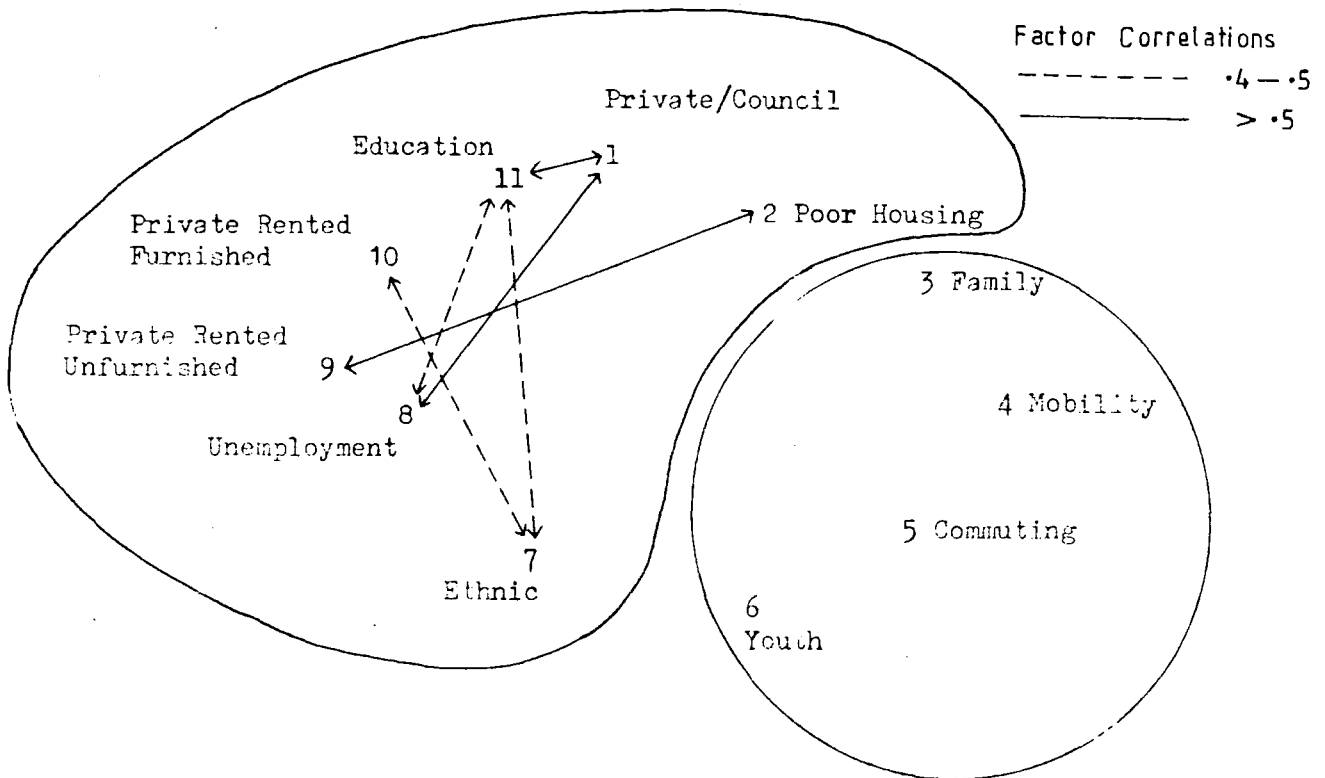 Factor Correlations
·4 — ·5
> ·5
Private/Council
1
Education
11
2 Poor Housing
Private Rented
Furnished
10
3 Family
Private Rented
Unfurnished
9
4 Mobility
8
Unemployment
5 Commuting
7
Ethnic
6
Youth